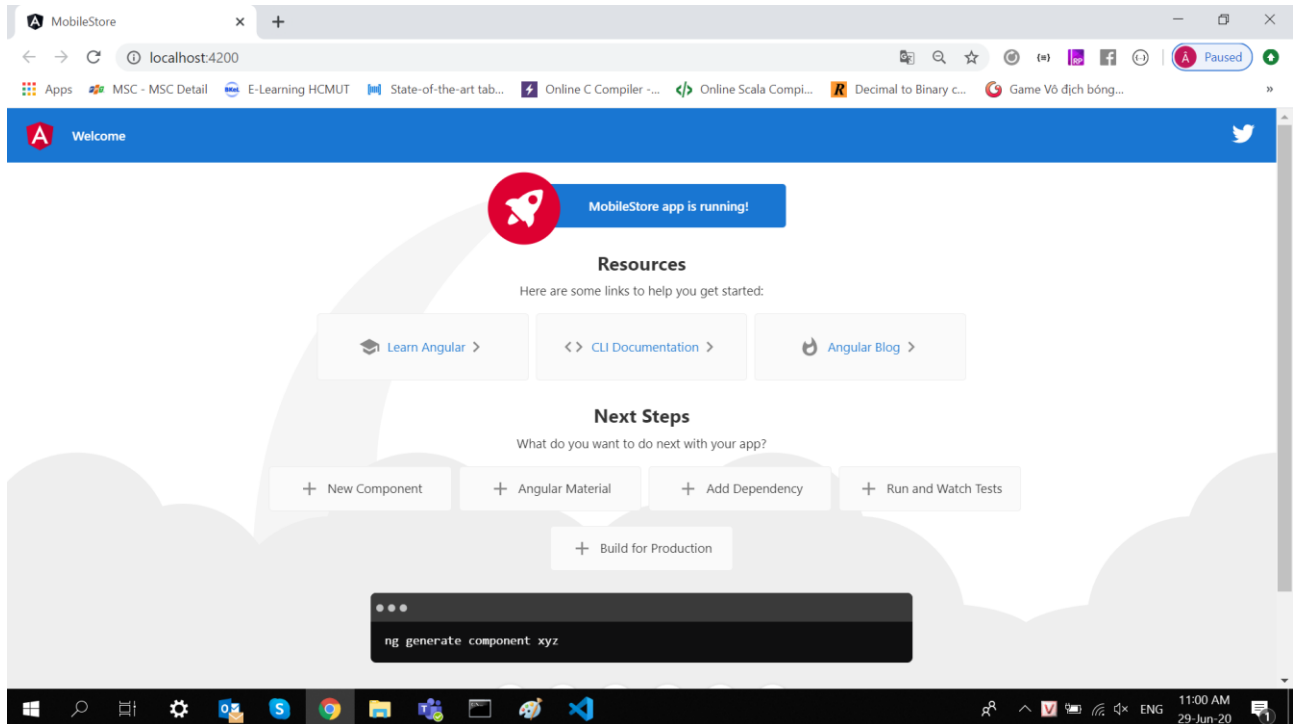 MobileStore
localhost:4200
Paused
Apps MSC - MSC Detail E-Learning HCMUT State-of-the-art tab... Online C Compiler -... Online Scala Compi... Decimal to Binary c... Game Vô địch bóng... »
Welcome
MobileStore app is running!
Resources
Here are some links to help you get started:
Learn Angular CLI Documentation Angular Blog
Next Steps
What do you want to do next with your app?
New Component Angular Material Add Dependency Run and Watch Tests
Build for Production
ng generate component xyz
ENG
11:00 AM
29-Jun-20